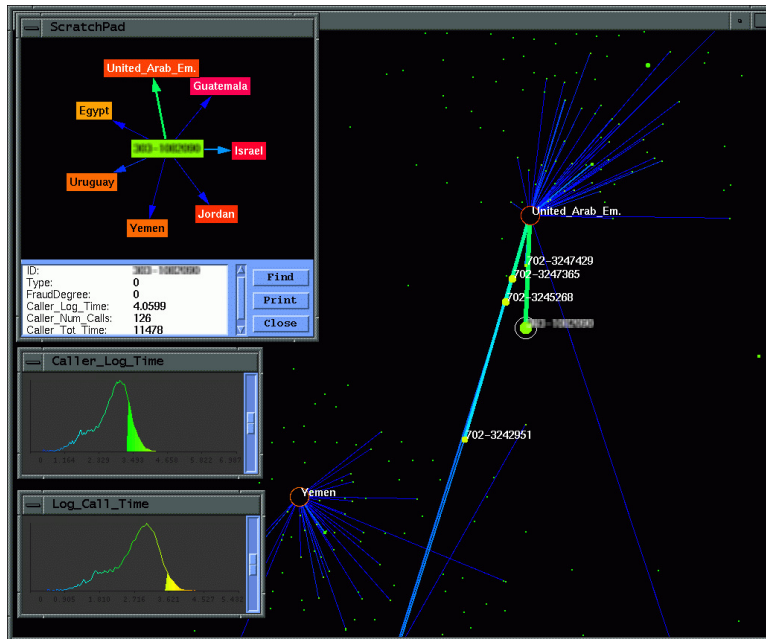 ScratchPad
United_Arab_Em.
Guatemala
Egypt
Israel
Uruguay
Jordan
Yemen
ID:
Type: 0
FraudDegree: 0
Caller_Log_Time: 4.0599
Caller_Num_Calls: 126
Caller_Tot_Time: 11478
Find
Print
Close
United_Arab_Em.
702-3247429
702-3247365
702-3245268
702-3242951
Yemen
Caller_Log_Time
Log_Call_Time